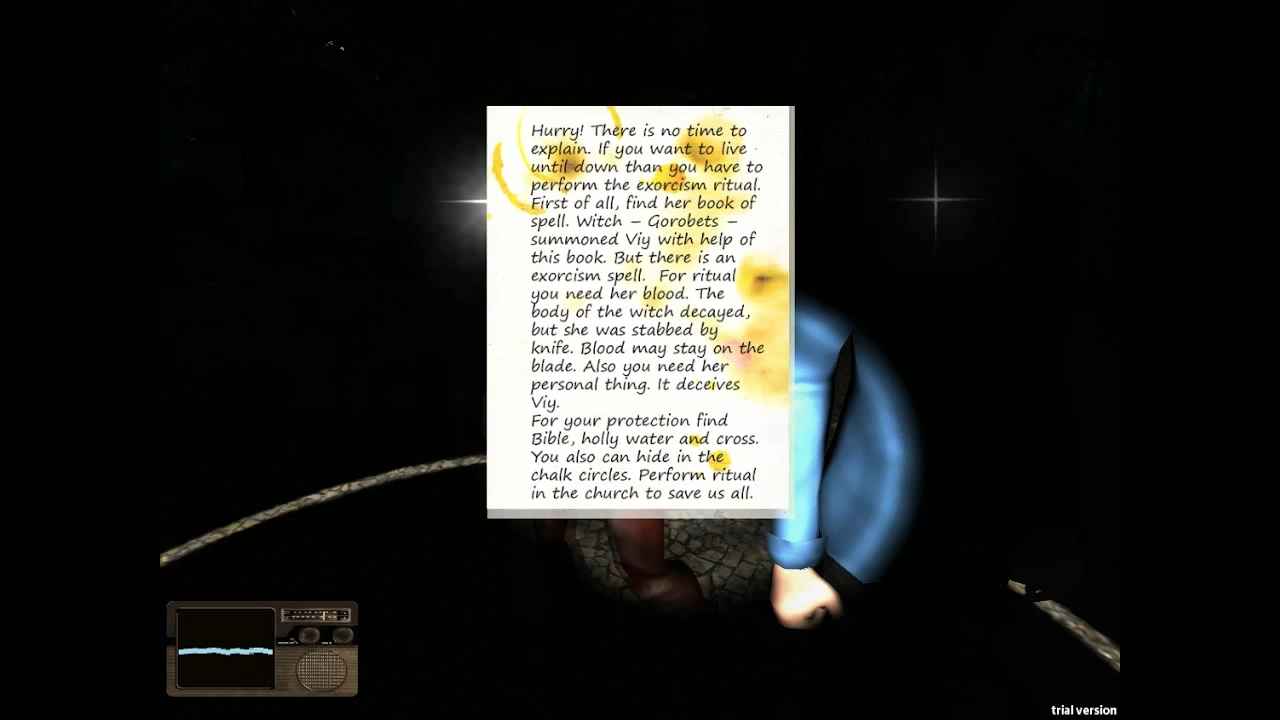 Hurry! There is no time to
explain. If you want to live
until down than you have to
perform the exorcism ritual.
First of all, find her book of
spell. Witch – Gorobets –
summoned Viy with help of
this book. But there is an
exorcism spell.  For ritual
you need her blood. The
body of the witch decayed,
but she was stabbed by
knife. Blood may stay on the
blade. Also you need her
personal thing. It deceives
Viy.
For your protection find
Bible, holly water and cross.
You also can hide in the
chalk circles. Perform ritual
in the church to save us all.
trial version